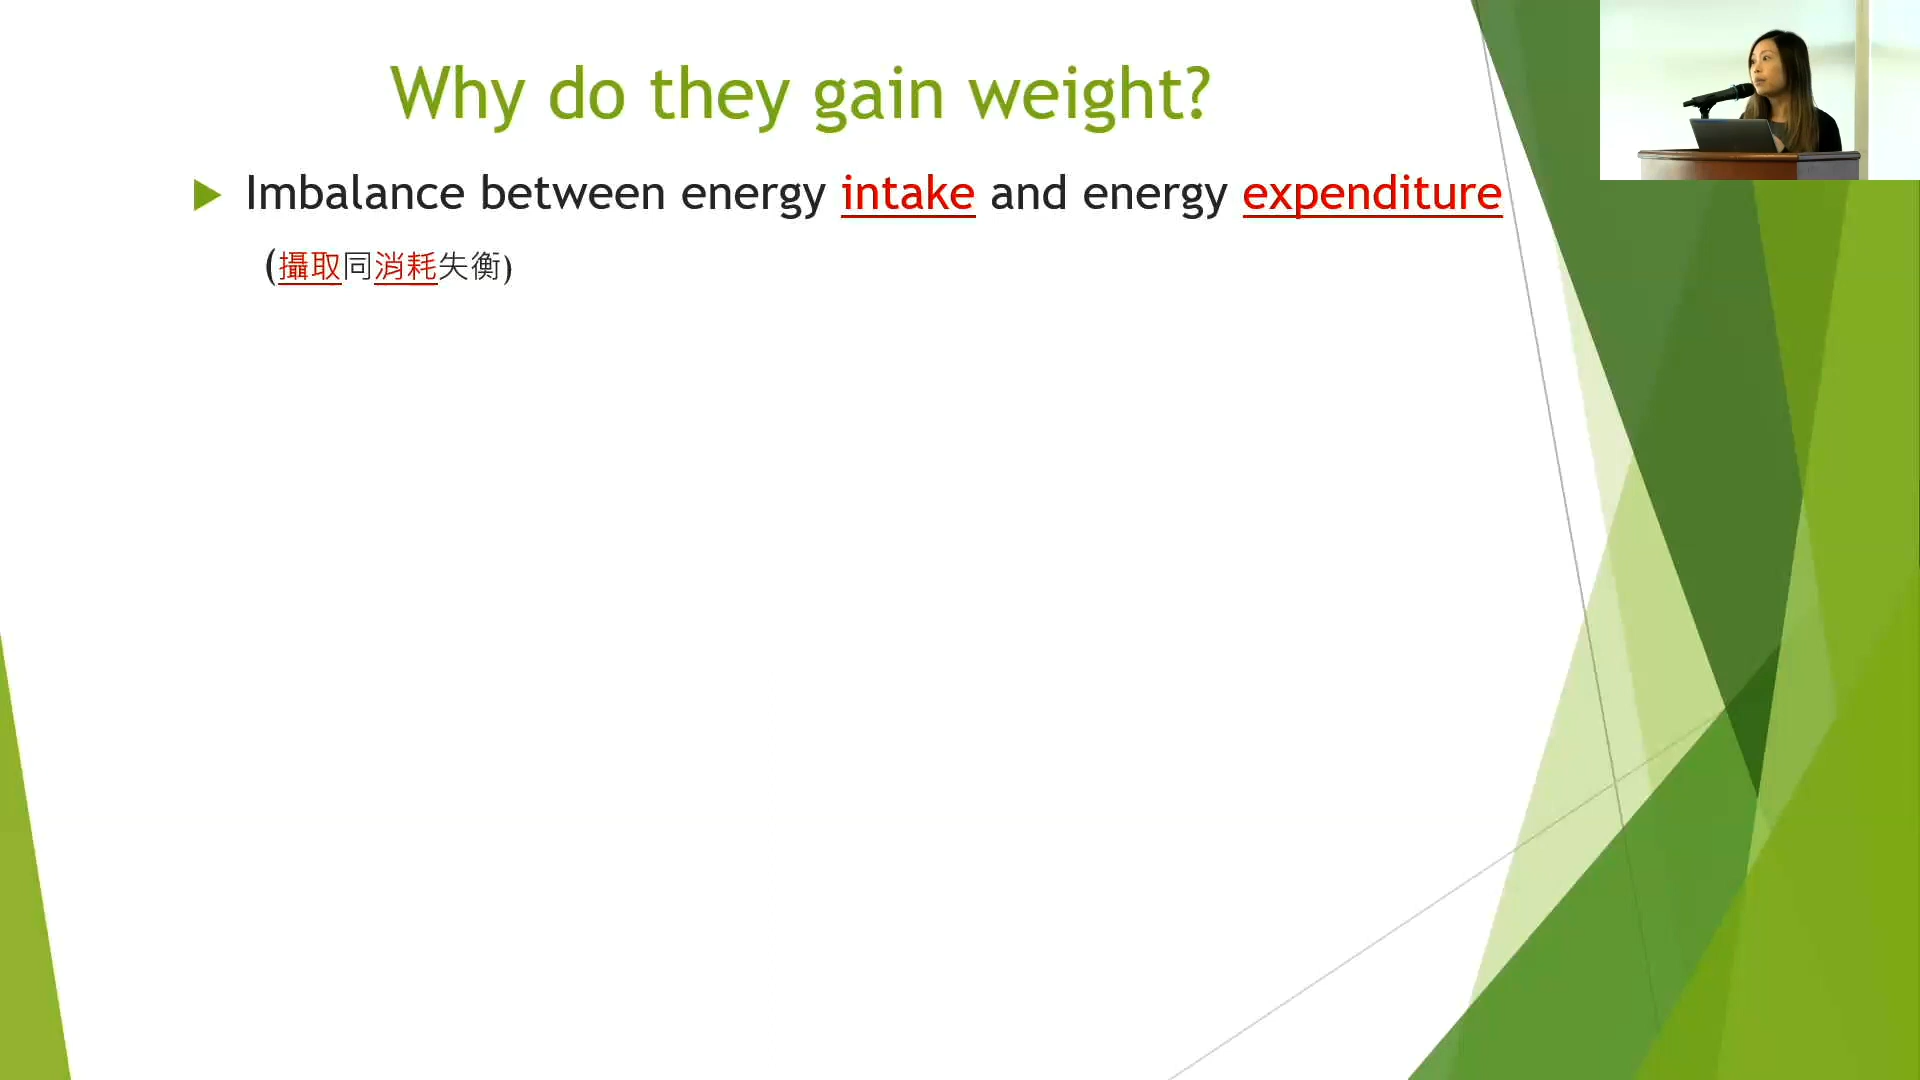 Why do they gain weight?
Imbalance between energy intake and energy expenditure
(攝取同消耗失衡)